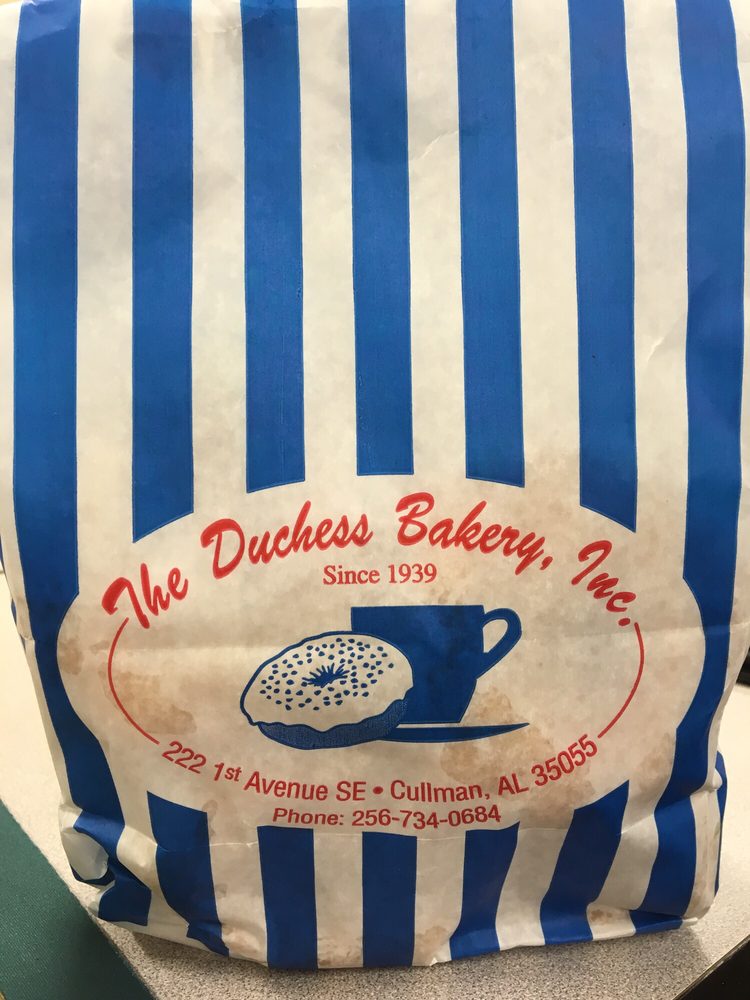 The Duchess Bakery, Inc.
Since 1939
222 1st Avenue SE • Cullman, AL 35055
Phone: 256-734-0684